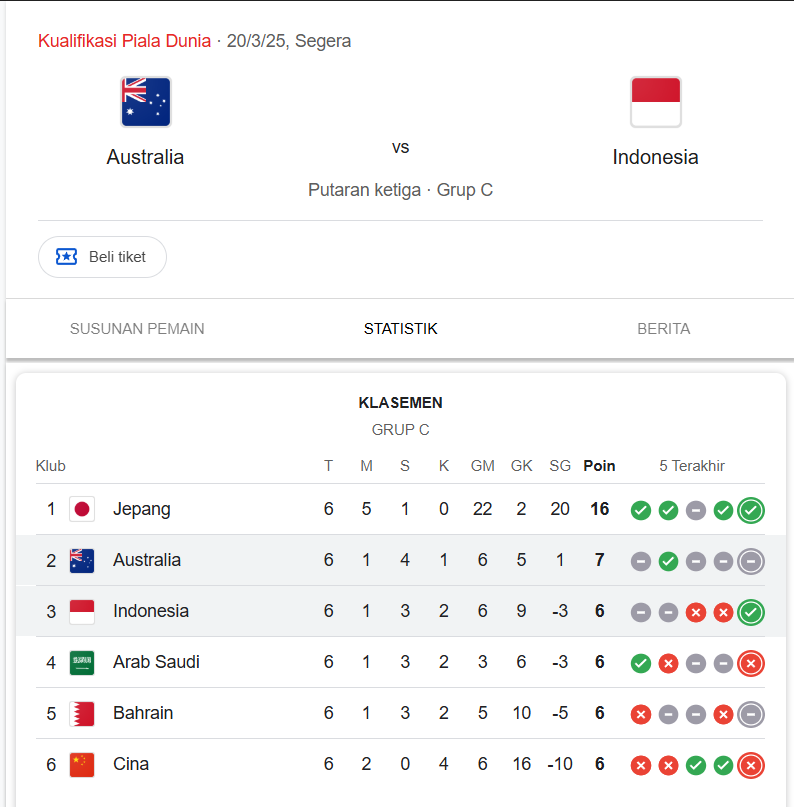 Kualifikasi Piala Dunia · 20/3/25, Segera
Australia vs Indonesia
Putaran ketiga · Grup C
Beli tiket
SUSUNAN PEMAIN STATISTIK BERITA
KLASEMEN
GRUP C
Klub T M S K GM GK SG Poin 5 Terakhir
1 Jepang 6 5 1 0 22 2 20 16
2 Australia 6 1 4 1 6 5 1 7
3 Indonesia 6 1 3 2 6 9 -3 6
4 Arab Saudi 6 1 3 2 3 6 -3 6
5 Bahrain 6 1 3 2 5 10 -5 6
6 Cina 6 2 0 4 6 16 -10 6